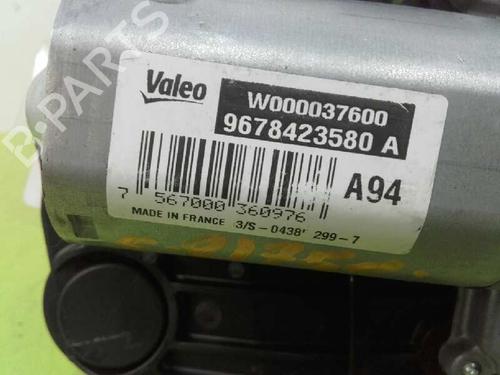 B-Parts
Valeo
W000037600
9678423580 A
A94
7 567000 360976
MADE IN FRANCE 3/S-0438' 299-7